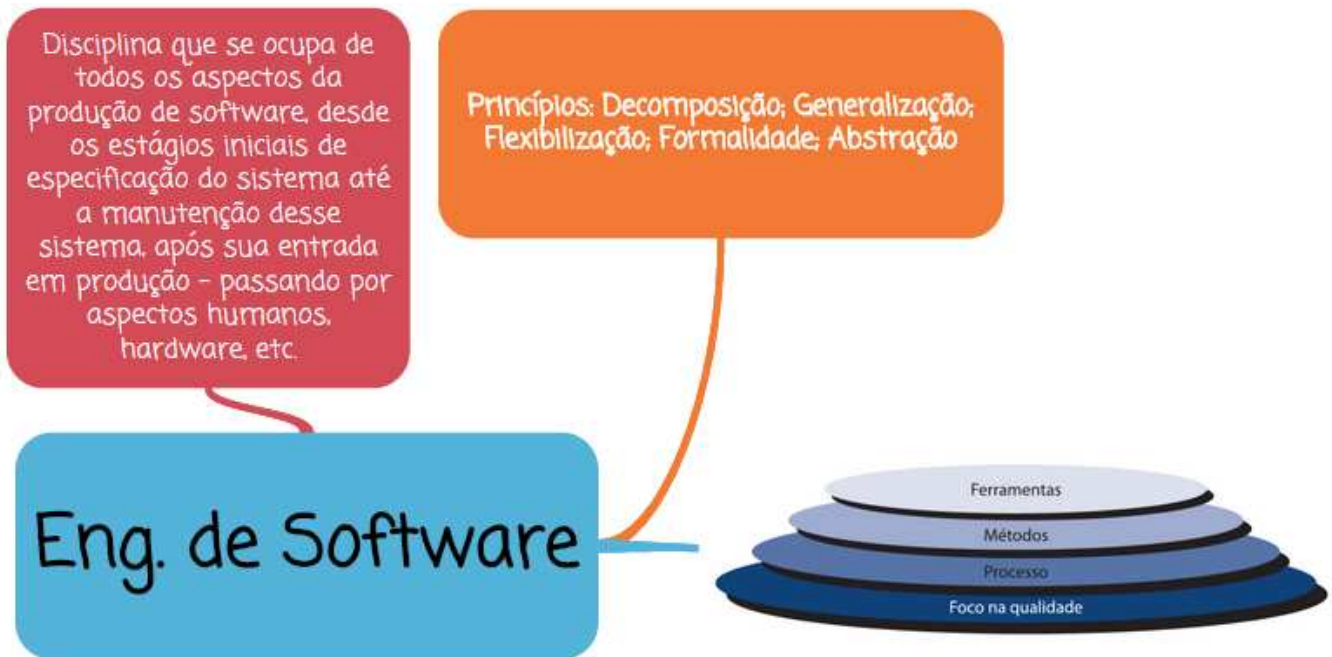 Disciplina que se ocupa de
todos os aspectos da
produção de software, desde
os estágios iniciais de
especificação do sistema até
a manutenção desse
sistema, após sua entrada
em produção - passando por
aspectos humanos,
hardware, etc.
Princípios: Decomposição; Generalização;
Flexibilização; Formalidade; Abstração
Eng. de Software
Ferramentas
Métodos
Processo
Foco na qualidade